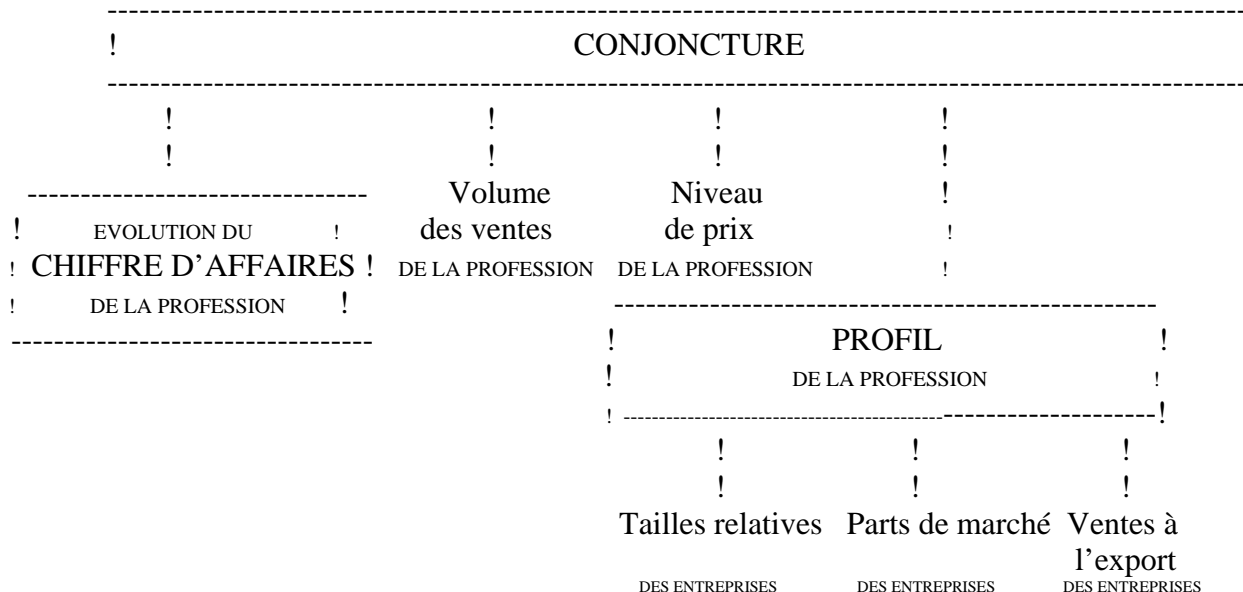 CONJONCTURE
EVOLUTION DU
CHIFFRE D'AFFAIRES
DE LA PROFESSION
Volume
des ventes
DE LA PROFESSION
Niveau
de prix
DE LA PROFESSION
PROFIL
DE LA PROFESSION
Tailles relatives
DES ENTREPRISES
Parts de marché
DES ENTREPRISES
Ventes à
l'export
DES ENTREPRISES